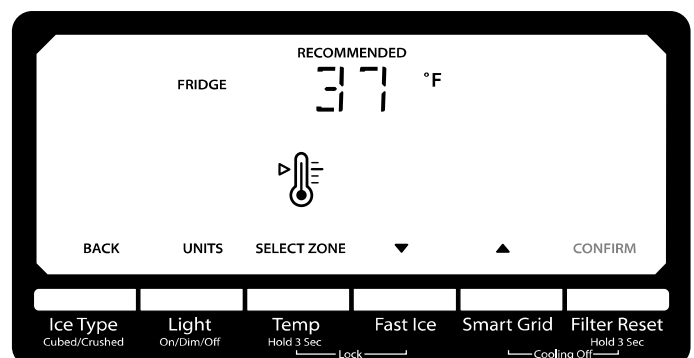 RECOMMENDED
FRIDGE 37 °F
BACK UNITS SELECT ZONE ▼ ▲ CONFIRM
Ice Type Light Temp Fast Ice Smart Grid Filter Reset
Cubed/Crushed On/Dim/Off Hold 3 Sec Hold 3 Sec
Lock Cooling Off